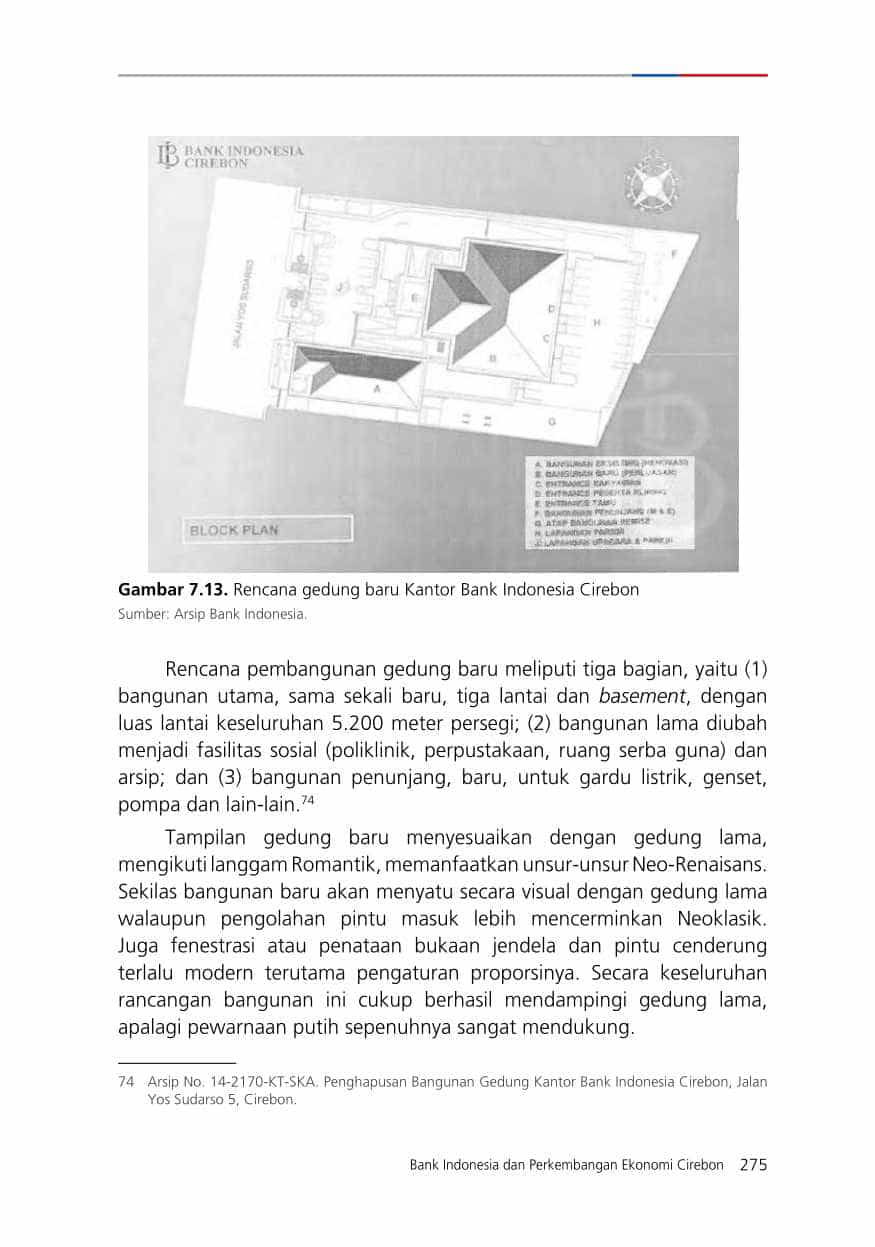 BANK INDONESIA
CIREBON
JALAN YOS SUDARSO
F
J
E
D
H
C
B
A
G
A. BANGUNAN EKSISTING (RENOVASI)
B. BANGUNAN BARU (PERLUASAN)
C. ENTRANCE KARYAWAN
D. ENTRANCE PESERTA KLIRING
E. ENTRANCE TAMU
F. BANGUNAN PENUNJANG (M & E)
G. ATAP BANGUNAN REMISE
H. LAPANGAN PARKIR
J. LAPANGAN UPACARA & PARKIR
BLOCK PLAN
Gambar 7.13. Rencana gedung baru Kantor Bank Indonesia Cirebon
Sumber: Arsip Bank Indonesia.
Rencana pembangunan gedung baru meliputi tiga bagian, yaitu (1)
bangunan utama, sama sekali baru, tiga lantai dan basement, dengan
luas lantai keseluruhan 5.200 meter persegi; (2) bangunan lama diubah
menjadi fasilitas sosial (poliklinik, perpustakaan, ruang serba guna) dan
arsip; dan (3) bangunan penunjang, baru, untuk gardu listrik, genset,
pompa dan lain-lain.74
Tampilan gedung baru menyesuaikan dengan gedung lama,
mengikuti langgam Romantik, memanfaatkan unsur-unsur Neo-Renaisans.
Sekilas bangunan baru akan menyatu secara visual dengan gedung lama
walaupun pengolahan pintu masuk lebih mencerminkan Neoklasik.
Juga fenestrasi atau penataan bukaan jendela dan pintu cenderung
terlalu modern terutama pengaturan proporsinya. Secara keseluruhan
rancangan bangunan ini cukup berhasil mendampingi gedung lama,
apalagi pewarnaan putih sepenuhnya sangat mendukung.
74 Arsip No. 14-2170-KT-SKA. Penghapusan Bangunan Gedung Kantor Bank Indonesia Cirebon, Jalan
Yos Sudarso 5, Cirebon.
Bank Indonesia dan Perkembangan Ekonomi Cirebon 275